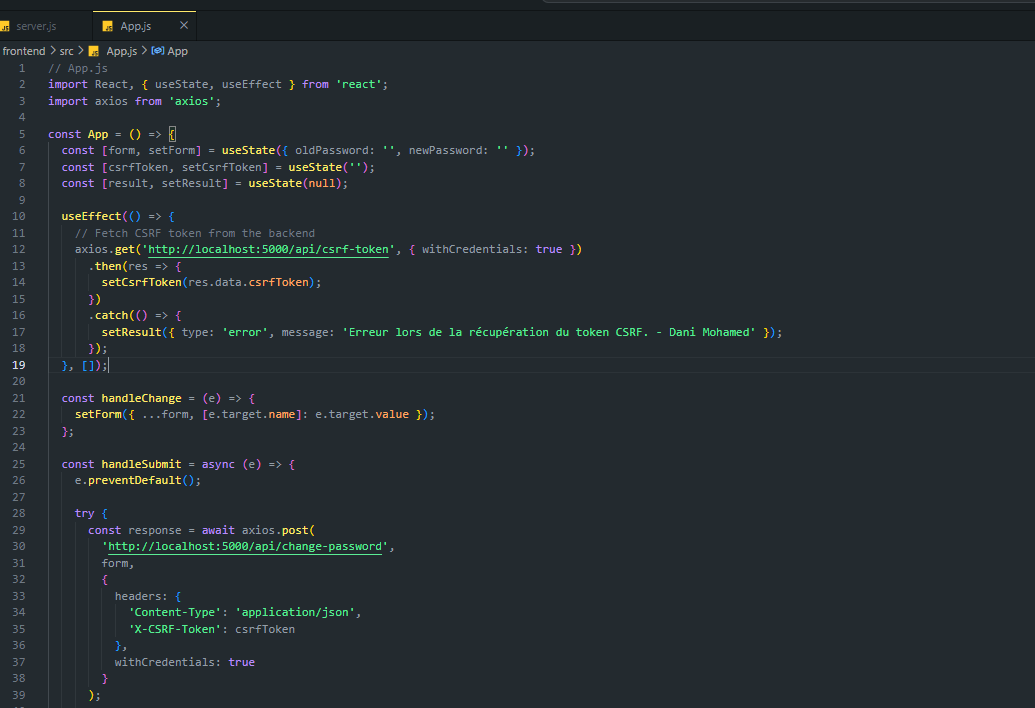 server.js
App.js
frontend > src > App.js > App
1 // App.js
2 import React, { useState, useEffect } from 'react';
3 import axios from 'axios';
4
5 const App = () => {
6   const [form, setForm] = useState({ oldPassword: '', newPassword: '' });
7   const [csrfToken, setCsrfToken] = useState('');
8   const [result, setResult] = useState(null);
9
10   useEffect(() => {
11     // Fetch CSRF token from the backend
12     axios.get('http://localhost:5000/api/csrf-token', { withCredentials: true })
13       .then(res => {
14         setCsrfToken(res.data.csrfToken);
15       })
16       .catch(() => {
17         setResult({ type: 'error', message: 'Erreur lors de la récupération du token CSRF. - Dani Mohamed' });
18       });
19   }, []);
20
21   const handleChange = (e) => {
22     setForm({ ...form, [e.target.name]: e.target.value });
23   };
24
25   const handleSubmit = async (e) => {
26     e.preventDefault();
27
28     try {
29       const response = await axios.post(
30         'http://localhost:5000/api/change-password',
31         form,
32         {
33           headers: {
34             'Content-Type': 'application/json',
35             'X-CSRF-Token': csrfToken
36           },
37           withCredentials: true
38         }
39       );